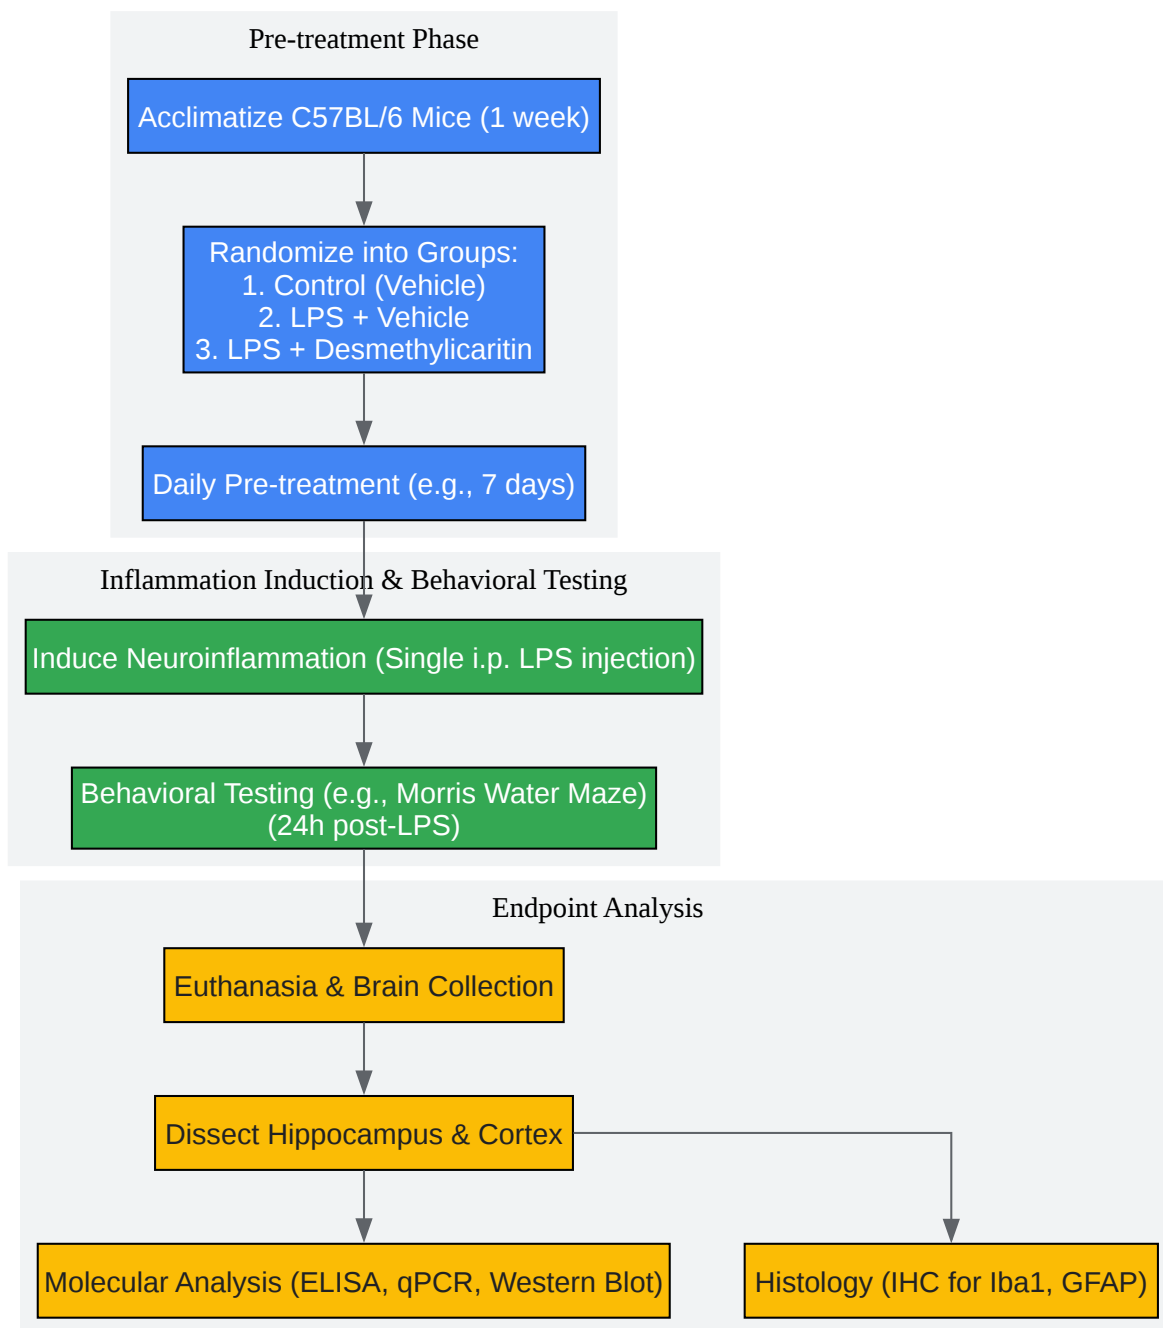 Pre-treatment Phase
Acclimatize C57BL/6 Mice (1 week)
Randomize into Groups:
1. Control (Vehicle)
2. LPS + Vehicle
3. LPS + Desmethylicaritin
Daily Pre-treatment (e.g., 7 days)
Inflammation Induction & Behavioral Testing
Induce Neuroinflammation (Single i.p. LPS injection)
Behavioral Testing (e.g., Morris Water Maze)
(24h post-LPS)
Endpoint Analysis
Euthanasia & Brain Collection
Dissect Hippocampus & Cortex
Molecular Analysis (ELISA, qPCR, Western Blot)
Histology (IHC for Iba1, GFAP)